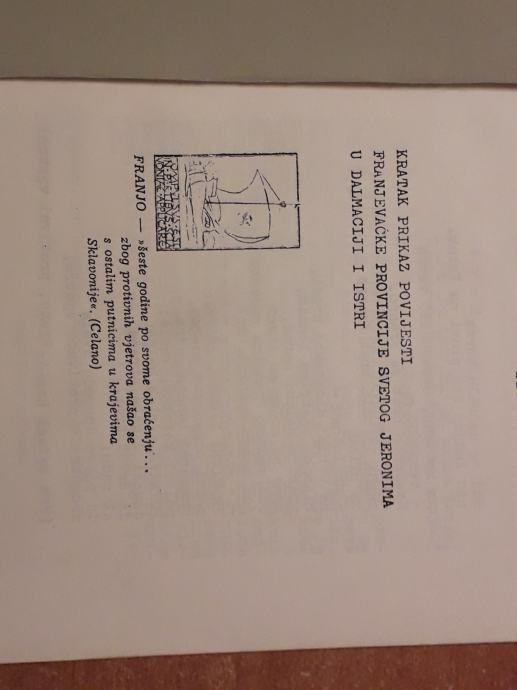 KRATAK PRIKAZ POVIJESTI
FRANJEVAČKE PROVINCIJE SVETOG JERONIMA
U DALMACIJI I ISTRI
FRANJO — »šeste godine po svome obraćenju...
zbog protivnih vjetrova našao se
s ostalim putnicima u krajevima
Sklavonije«. (Celano)